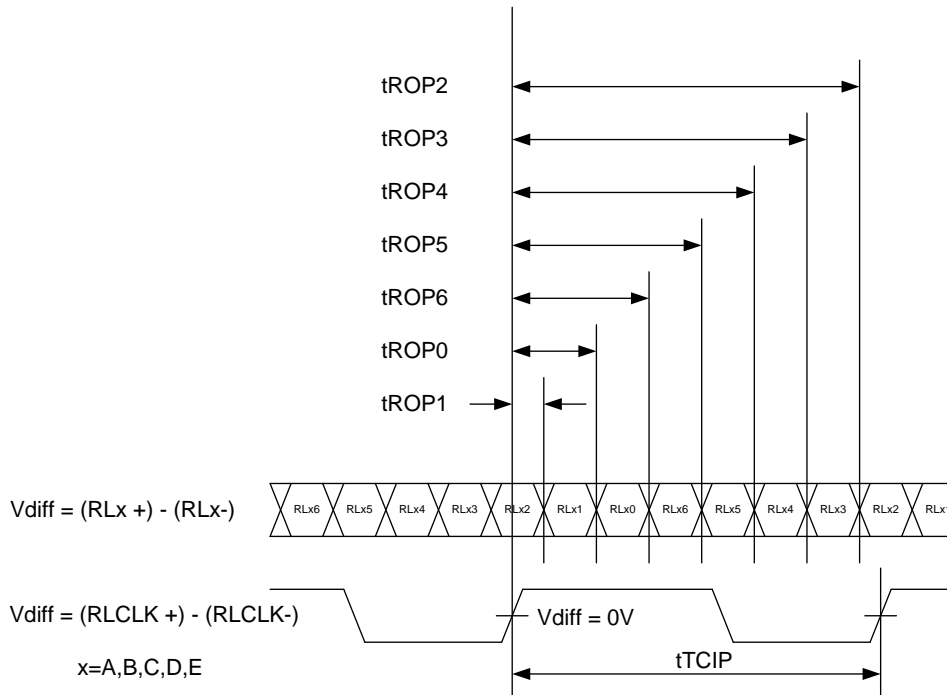 tROP2
tROP3
tROP4
tROP5
tROP6
tROP0
tROP1
Vdiff = (RLx +) - (RLx-)
RLx6 RLx5 RLx4 RLx3 RLx2 RLx1 RLx0 RLx6 RLx5 RLx4 RLx3 RLx2 RLx1
Vdiff = (RLCLK +) - (RLCLK-)
Vdiff = 0V
tTCIP
x=A,B,C,D,E